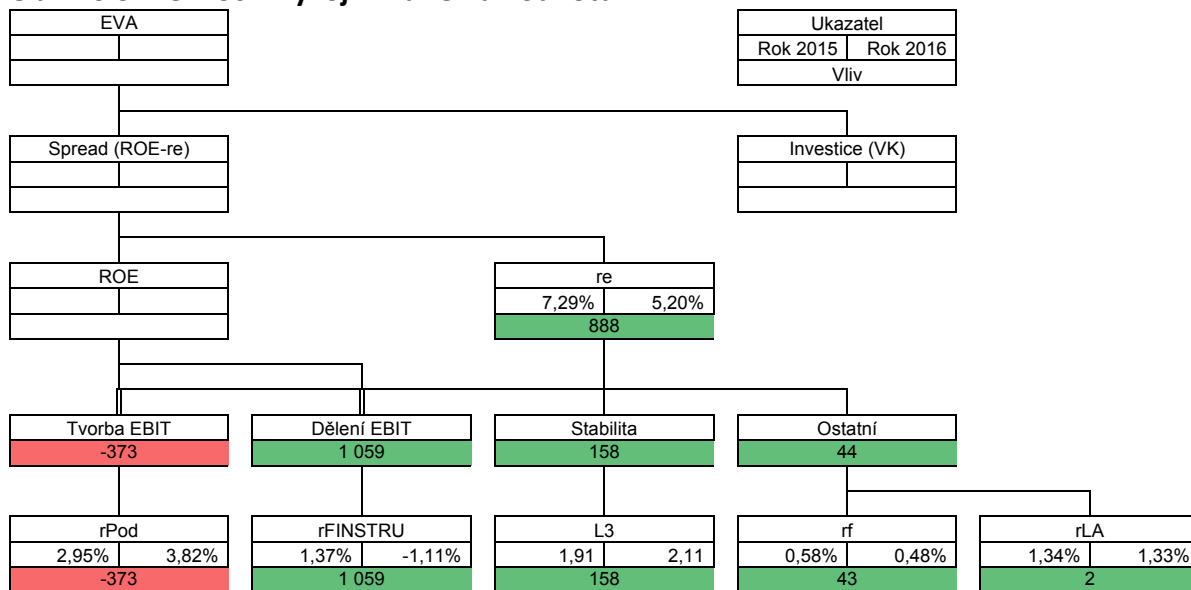 EVA
Ukazatel
Rok 2015 Rok 2016
Vliv
Spread (ROE-re)
Investice (VK)
ROE
re
7,29% 5,20%
888
Tvorba EBIT
-373
Dělení EBIT
1 059
Stabilita
158
Ostatní
44
rPod
2,95% 3,82%
-373
rFINSTRU
1,37% -1,11%
1 059
L3
1,91 2,11
158
rf
0,58% 0,48%
43
rLA
1,34% 1,33%
2